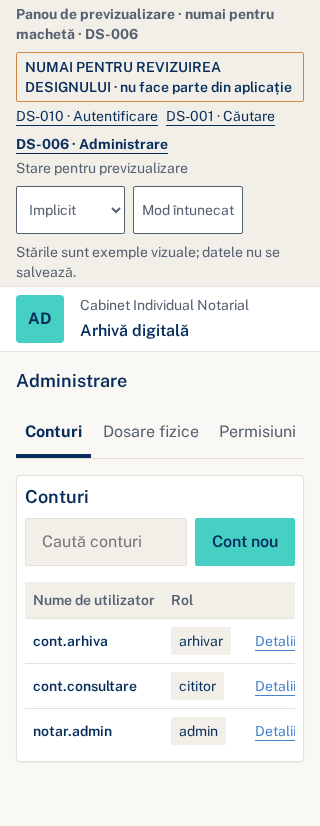 Panou de previzualizare · numai pentru
machetă · DS-006
NUMAI PENTRU REVIZUIREA
DESIGNULUI · nu face parte din aplicație
DS-010 · Autentificare DS-001 · Căutare
DS-006 · Administrare
Stare pentru previzualizare
Implicit Mod întunecat
Stările sunt exemple vizuale; datele nu se
salvează.
AD
Cabinet Individual Notarial
Arhivă digitală
Administrare
Conturi Dosare fizice Permisiuni
Conturi
Caută conturi Cont nou
Nume de utilizator Rol
cont.arhiva arhivar Detalii
cont.consultare cititor Detalii
notar.admin admin Detalii